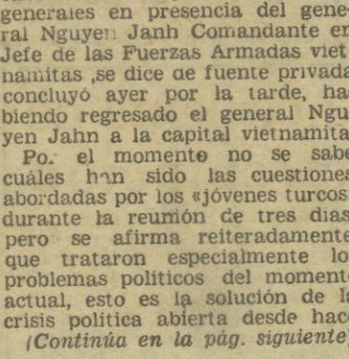 generales en presencia del gene-
ral Nguyen Janh Comandante en
Jefe de las Fuerzas Armadas viet-
namitas ,se dice de fuente privada
concluyó ayer por la tarde, ha-
biendo regresado el general Ngu-
yen Jahn a la capital vietnamita
Po. el momento no se sabe
cuáles han sido las cuestiones
abordadas por los «jóvenes turcos
durante la reunión de tres días
pero se afirma reiteradamente
que trataron especialmente lo
problemas políticos del moment
actual, esto es la solución de l
crisis política abierta desde hac
(Continúa en la pág. siguiente